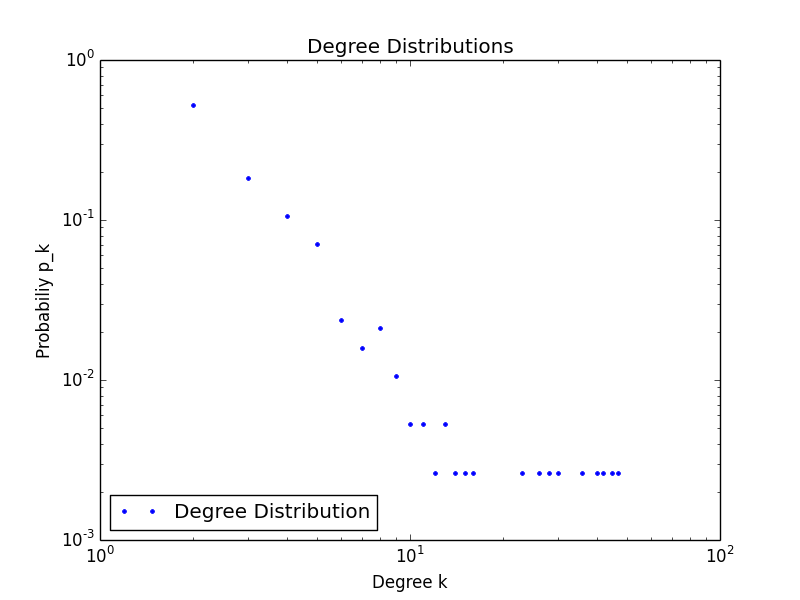 Degree Distributions
10^0
10^-1
10^-2
10^-3
Probabiliy p_k
Degree Distribution
10^0
10^1
10^2
Degree k